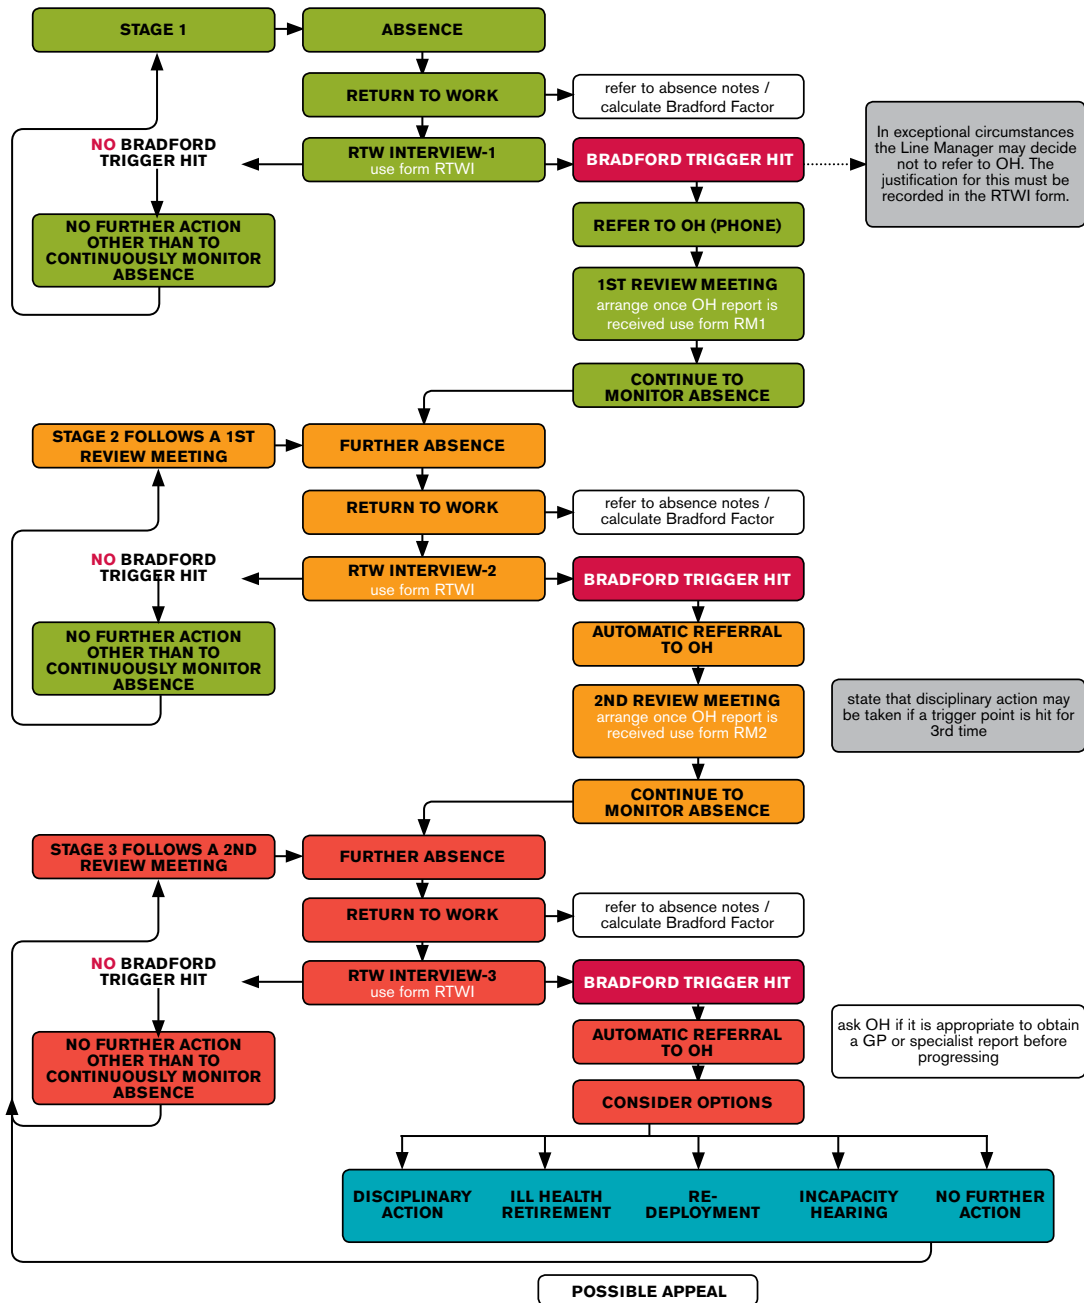 STAGE 1
ABSENCE
RETURN TO WORK
refer to absence notes /
calculate Bradford Factor
NO BRADFORD
TRIGGER HIT
RTW INTERVIEW-1
use form RTWI
BRADFORD TRIGGER HIT
In exceptional circumstances
the Line Manager may decide
not to refer to OH. The
justification for this must be
recorded in the RTWI form.
NO FURTHER ACTION
OTHER THAN TO
CONTINUOUSLY MONITOR
ABSENCE
REFER TO OH (PHONE)
1ST REVIEW MEETING
arrange once OH report is
received use form RM1
CONTINUE TO
MONITOR ABSENCE
STAGE 2 FOLLOWS A 1ST
REVIEW MEETING
FURTHER ABSENCE
RETURN TO WORK
refer to absence notes /
calculate Bradford Factor
NO BRADFORD
TRIGGER HIT
RTW INTERVIEW-2
use form RTWI
BRADFORD TRIGGER HIT
NO FURTHER ACTION
OTHER THAN TO
CONTINUOUSLY MONITOR
ABSENCE
AUTOMATIC REFERRAL
TO OH
2ND REVIEW MEETING
arrange once OH report is
received use form RM2
state that disciplinary action may
be taken if a trigger point is hit for
3rd time
CONTINUE TO
MONITOR ABSENCE
STAGE 3 FOLLOWS A 2ND
REVIEW MEETING
FURTHER ABSENCE
RETURN TO WORK
refer to absence notes /
calculate Bradford Factor
NO BRADFORD
TRIGGER HIT
RTW INTERVIEW-3
use form RTWI
BRADFORD TRIGGER HIT
NO FURTHER ACTION
OTHER THAN TO
CONTINUOUSLY MONITOR
ABSENCE
AUTOMATIC REFERRAL
TO OH
ask OH if it is appropriate to obtain
a GP or specialist report before
progressing
CONSIDER OPTIONS
DISCIPLINARY
ACTION
ILL HEALTH
RETIREMENT
RE-
DEPLOYMENT
INCAPACITY
HEARING
NO FURTHER
ACTION
POSSIBLE APPEAL